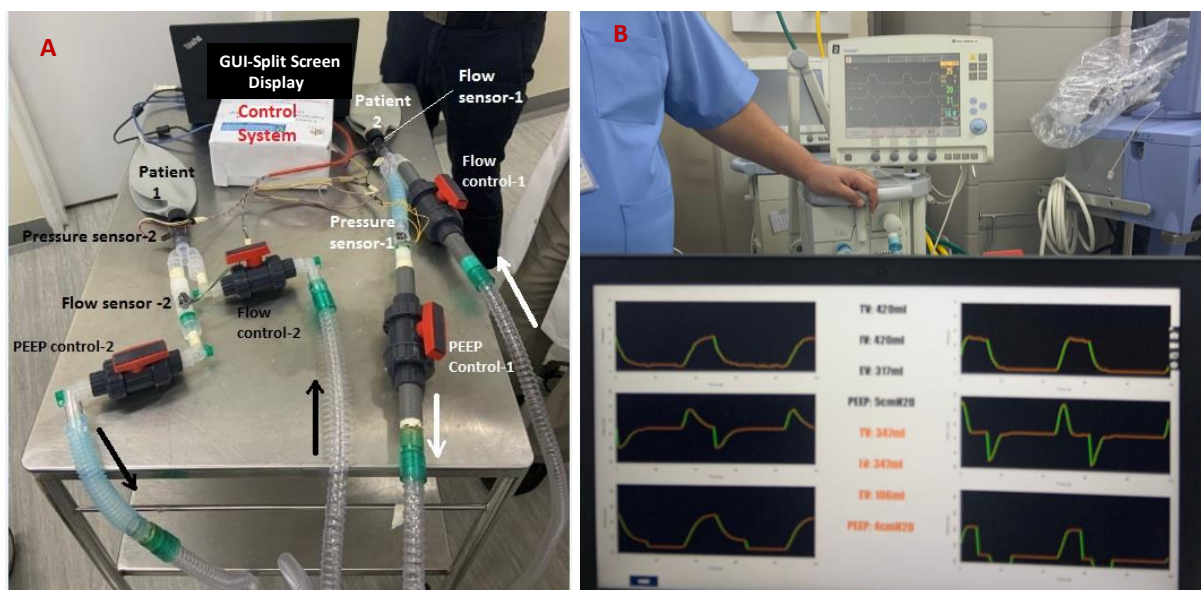 A
GUI-Split Screen
Display
Control
System
Patient
2
Flow
sensor-1
Flow
control-1
Patient
1
Pressure
sensor-1
Pressure sensor-2
Flow sensor -2
Flow
control-2
PEEP control-2
PEEP
Control-1
B
TV: 420ml
IV: 420ml
EV: 317ml
PEEP: 5cmH20
TV: 347ml
IV: 347ml
EV: 106ml
PEEP: 4cmH20